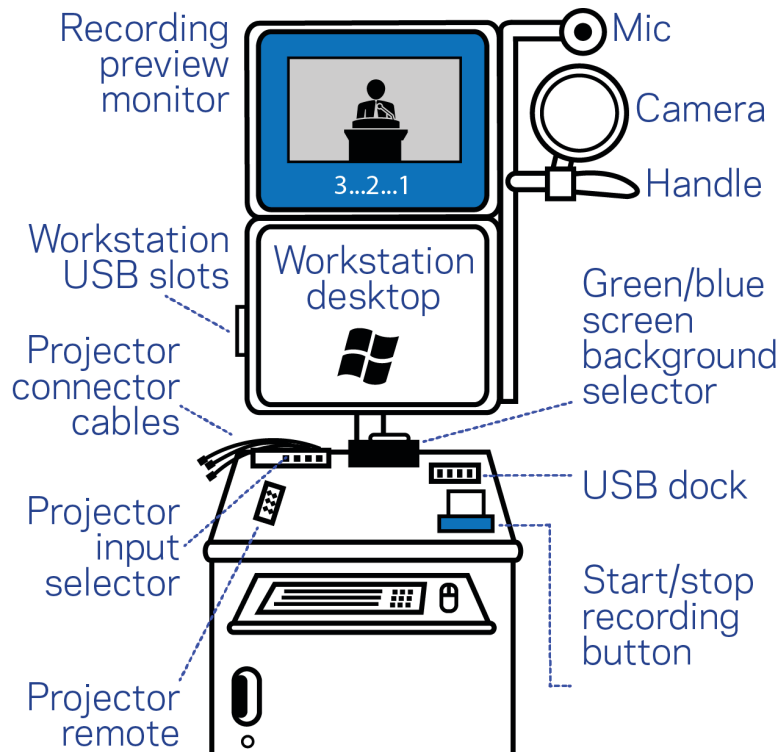 Recording
preview
monitor
Mic
Camera
Handle
3...2...1
Workstation
USB slots
Workstation
desktop
Green/blue
screen
background
selector
Projector
connector
cables
USB dock
Projector
input
selector
Start/stop
recording
button
Projector
remote